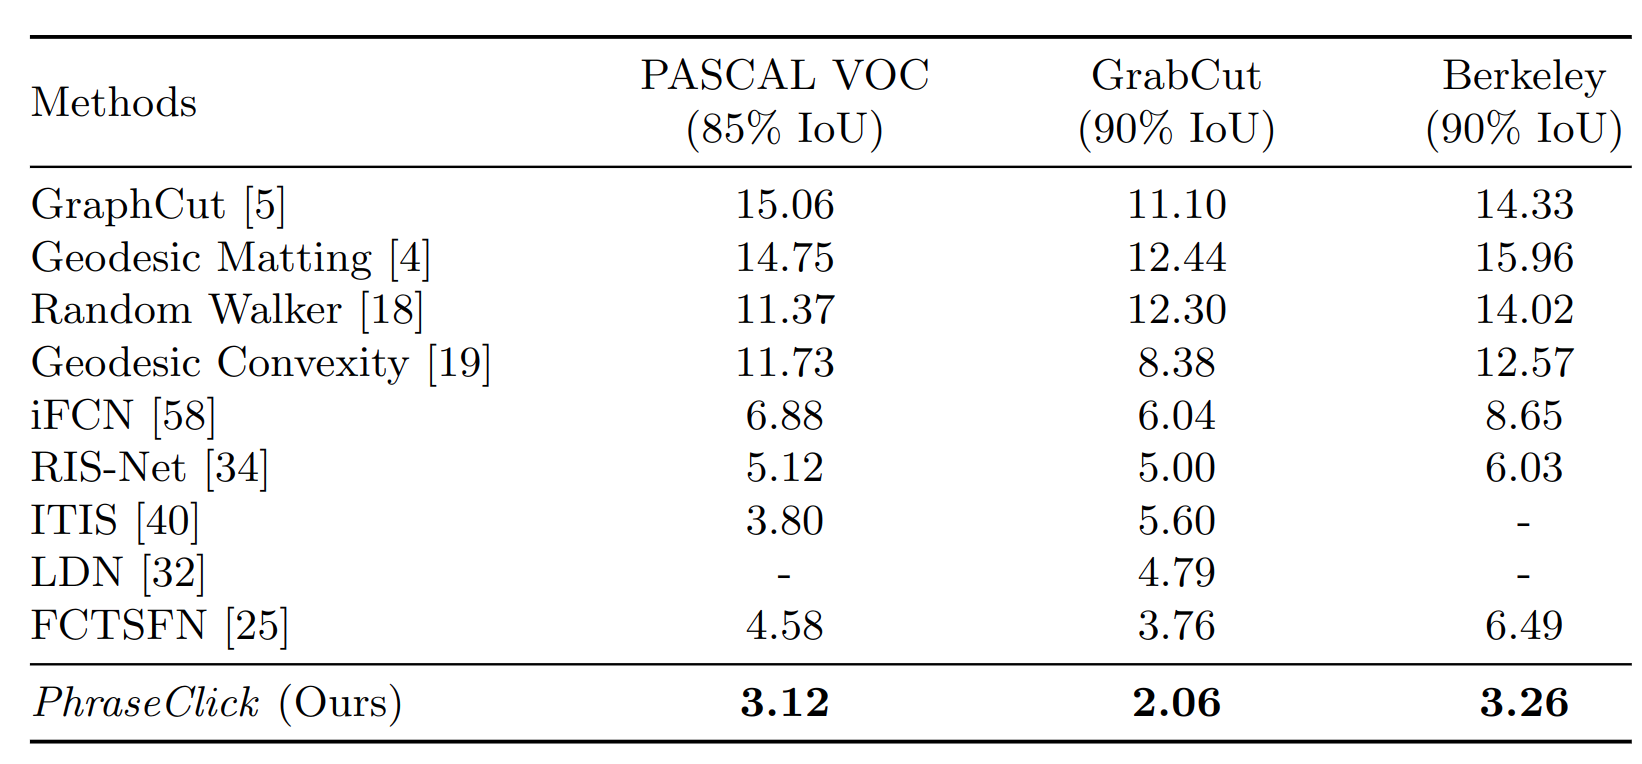 Methods PASCAL VOC GrabCut Berkeley
(85% IoU) (90% IoU) (90% IoU)
GraphCut [5] 15.06 11.10 14.33
Geodesic Matting [4] 14.75 12.44 15.96
Random Walker [18] 11.37 12.30 14.02
Geodesic Convexity [19] 11.73 8.38 12.57
iFCN [58] 6.88 6.04 8.65
RIS-Net [34] 5.12 5.00 6.03
ITIS [40] 3.80 5.60 -
LDN [32] - 4.79 -
FCTSFN [25] 4.58 3.76 6.49
PhraseClick (Ours) 3.12 2.06 3.26